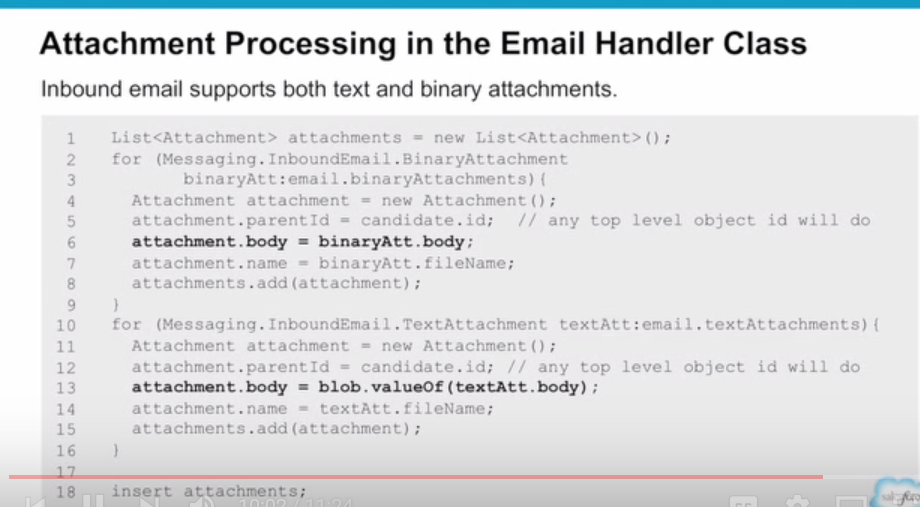 Attachment Processing in the Email Handler Class
Inbound email supports both text and binary attachments.
1 List<Attachment> attachments = new List<Attachment>();
2 for (Messaging.InboundEmail.BinaryAttachment
3 binaryAtt:email.binaryAttachments){
4 Attachment attachment = new Attachment();
5 attachment.parentId = candidate.id; // any top level object id will do
6 attachment.body = binaryAtt.body;
7 attachment.name = binaryAtt.fileName;
8 attachments.add(attachment);
9 }
10 for (Messaging.InboundEmail.TextAttachment textAtt:email.textAttachments){
11 Attachment attachment = new Attachment();
12 attachment.parentId = candidate.id; // any top level object id will do
13 attachment.body = blob.valueOf(textAtt.body);
14 attachment.name = textAtt.fileName;
15 attachments.add(attachment);
16 }
17
18 insert attachments;